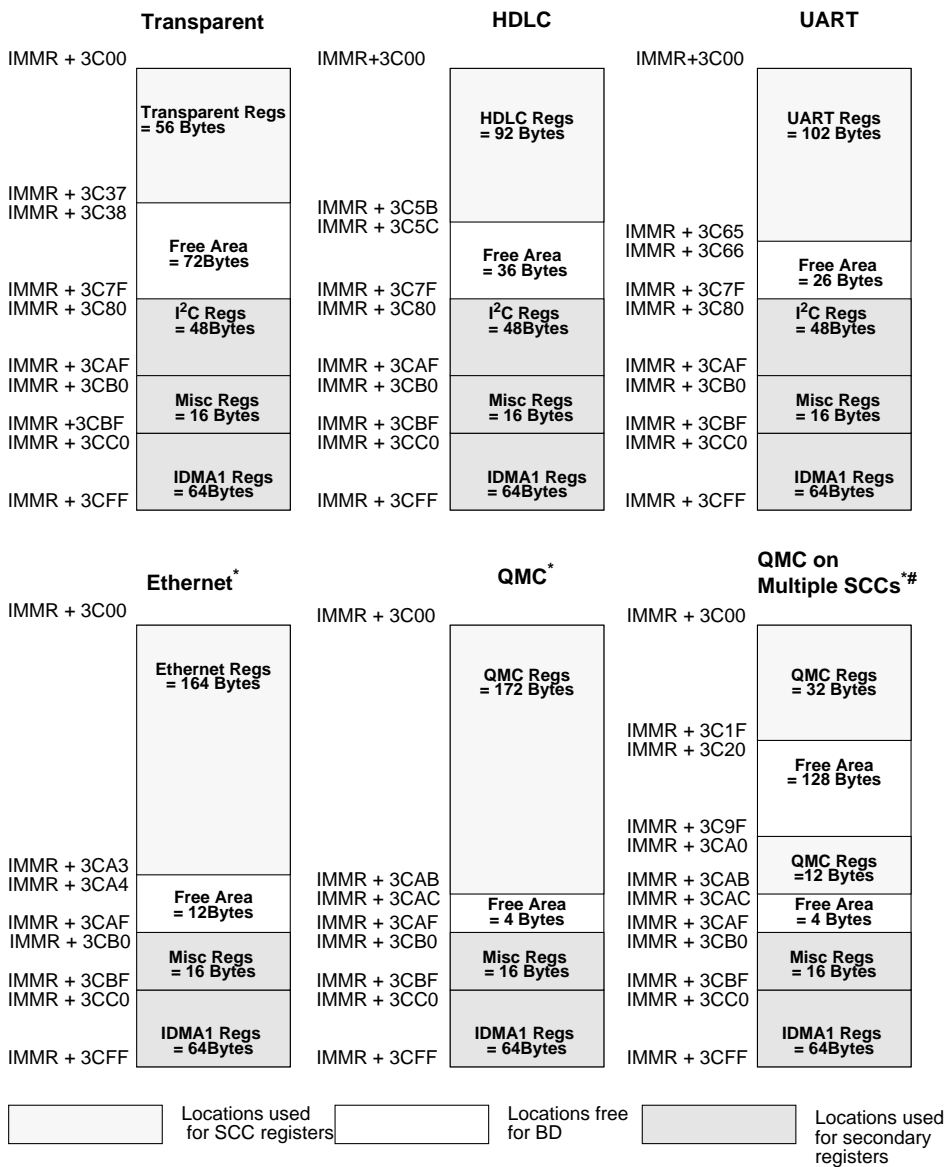 Transparent
IMMR + 3C00
Transparent Regs
= 56 Bytes
IMMR + 3C37
IMMR + 3C38
Free Area
= 72Bytes
IMMR + 3C7F
IMMR + 3C80
I²C Regs
= 48Bytes
IMMR + 3CAF
IMMR + 3CB0
Misc Regs
= 16 Bytes
IMMR +3CBF
IMMR + 3CC0
IDMA1 Regs
= 64Bytes
IMMR + 3CFF
HDLC
IMMR+3C00
HDLC Regs
= 92 Bytes
IMMR + 3C5B
IMMR + 3C5C
Free Area
= 36 Bytes
IMMR + 3C7F
IMMR + 3C80
I²C Regs
= 48Bytes
IMMR + 3CAF
IMMR + 3CB0
Misc Regs
= 16 Bytes
IMMR + 3CBF
IMMR + 3CC0
IDMA1 Regs
= 64Bytes
IMMR + 3CFF
UART
IMMR+3C00
UART Regs
= 102 Bytes
IMMR + 3C65
IMMR + 3C66
Free Area
= 26 Bytes
IMMR + 3C7F
IMMR + 3C80
I²C Regs
= 48Bytes
IMMR + 3CAF
IMMR + 3CB0
Misc Regs
= 16 Bytes
IMMR + 3CBF
IMMR + 3CC0
IDMA1 Regs
= 64Bytes
IMMR + 3CFF
Ethernet*
IMMR + 3C00
Ethernet Regs
= 164 Bytes
IMMR + 3CA3
IMMR + 3CA4
Free Area
= 12Bytes
IMMR + 3CAF
IMMR + 3CB0
Misc Regs
= 16 Bytes
IMMR + 3CBF
IMMR + 3CC0
IDMA1 Regs
= 64Bytes
IMMR + 3CFF
QMC*
IMMR + 3C00
QMC Regs
= 172 Bytes
IMMR + 3CAB
IMMR + 3CAC
Free Area
= 4 Bytes
IMMR + 3CAF
IMMR + 3CB0
Misc Regs
= 16 Bytes
IMMR + 3CBF
IMMR + 3CC0
IDMA1 Regs
= 64Bytes
IMMR + 3CFF
QMC on
Multiple SCCs*#
IMMR + 3C00
QMC Regs
= 32 Bytes
IMMR + 3C1F
IMMR + 3C20
Free Area
= 128 Bytes
IMMR + 3C9F
IMMR + 3CA0
QMC Regs
=12 Bytes
IMMR + 3CAB
IMMR + 3CAC
Free Area
= 4 Bytes
IMMR + 3CAF
IMMR + 3CB0
Misc Regs
= 16 Bytes
IMMR + 3CBF
IMMR + 3CC0
IDMA1 Regs
= 64Bytes
IMMR + 3CFF
Locations used
for SCC registers
Locations free
for BD
Locations used
for secondary
registers